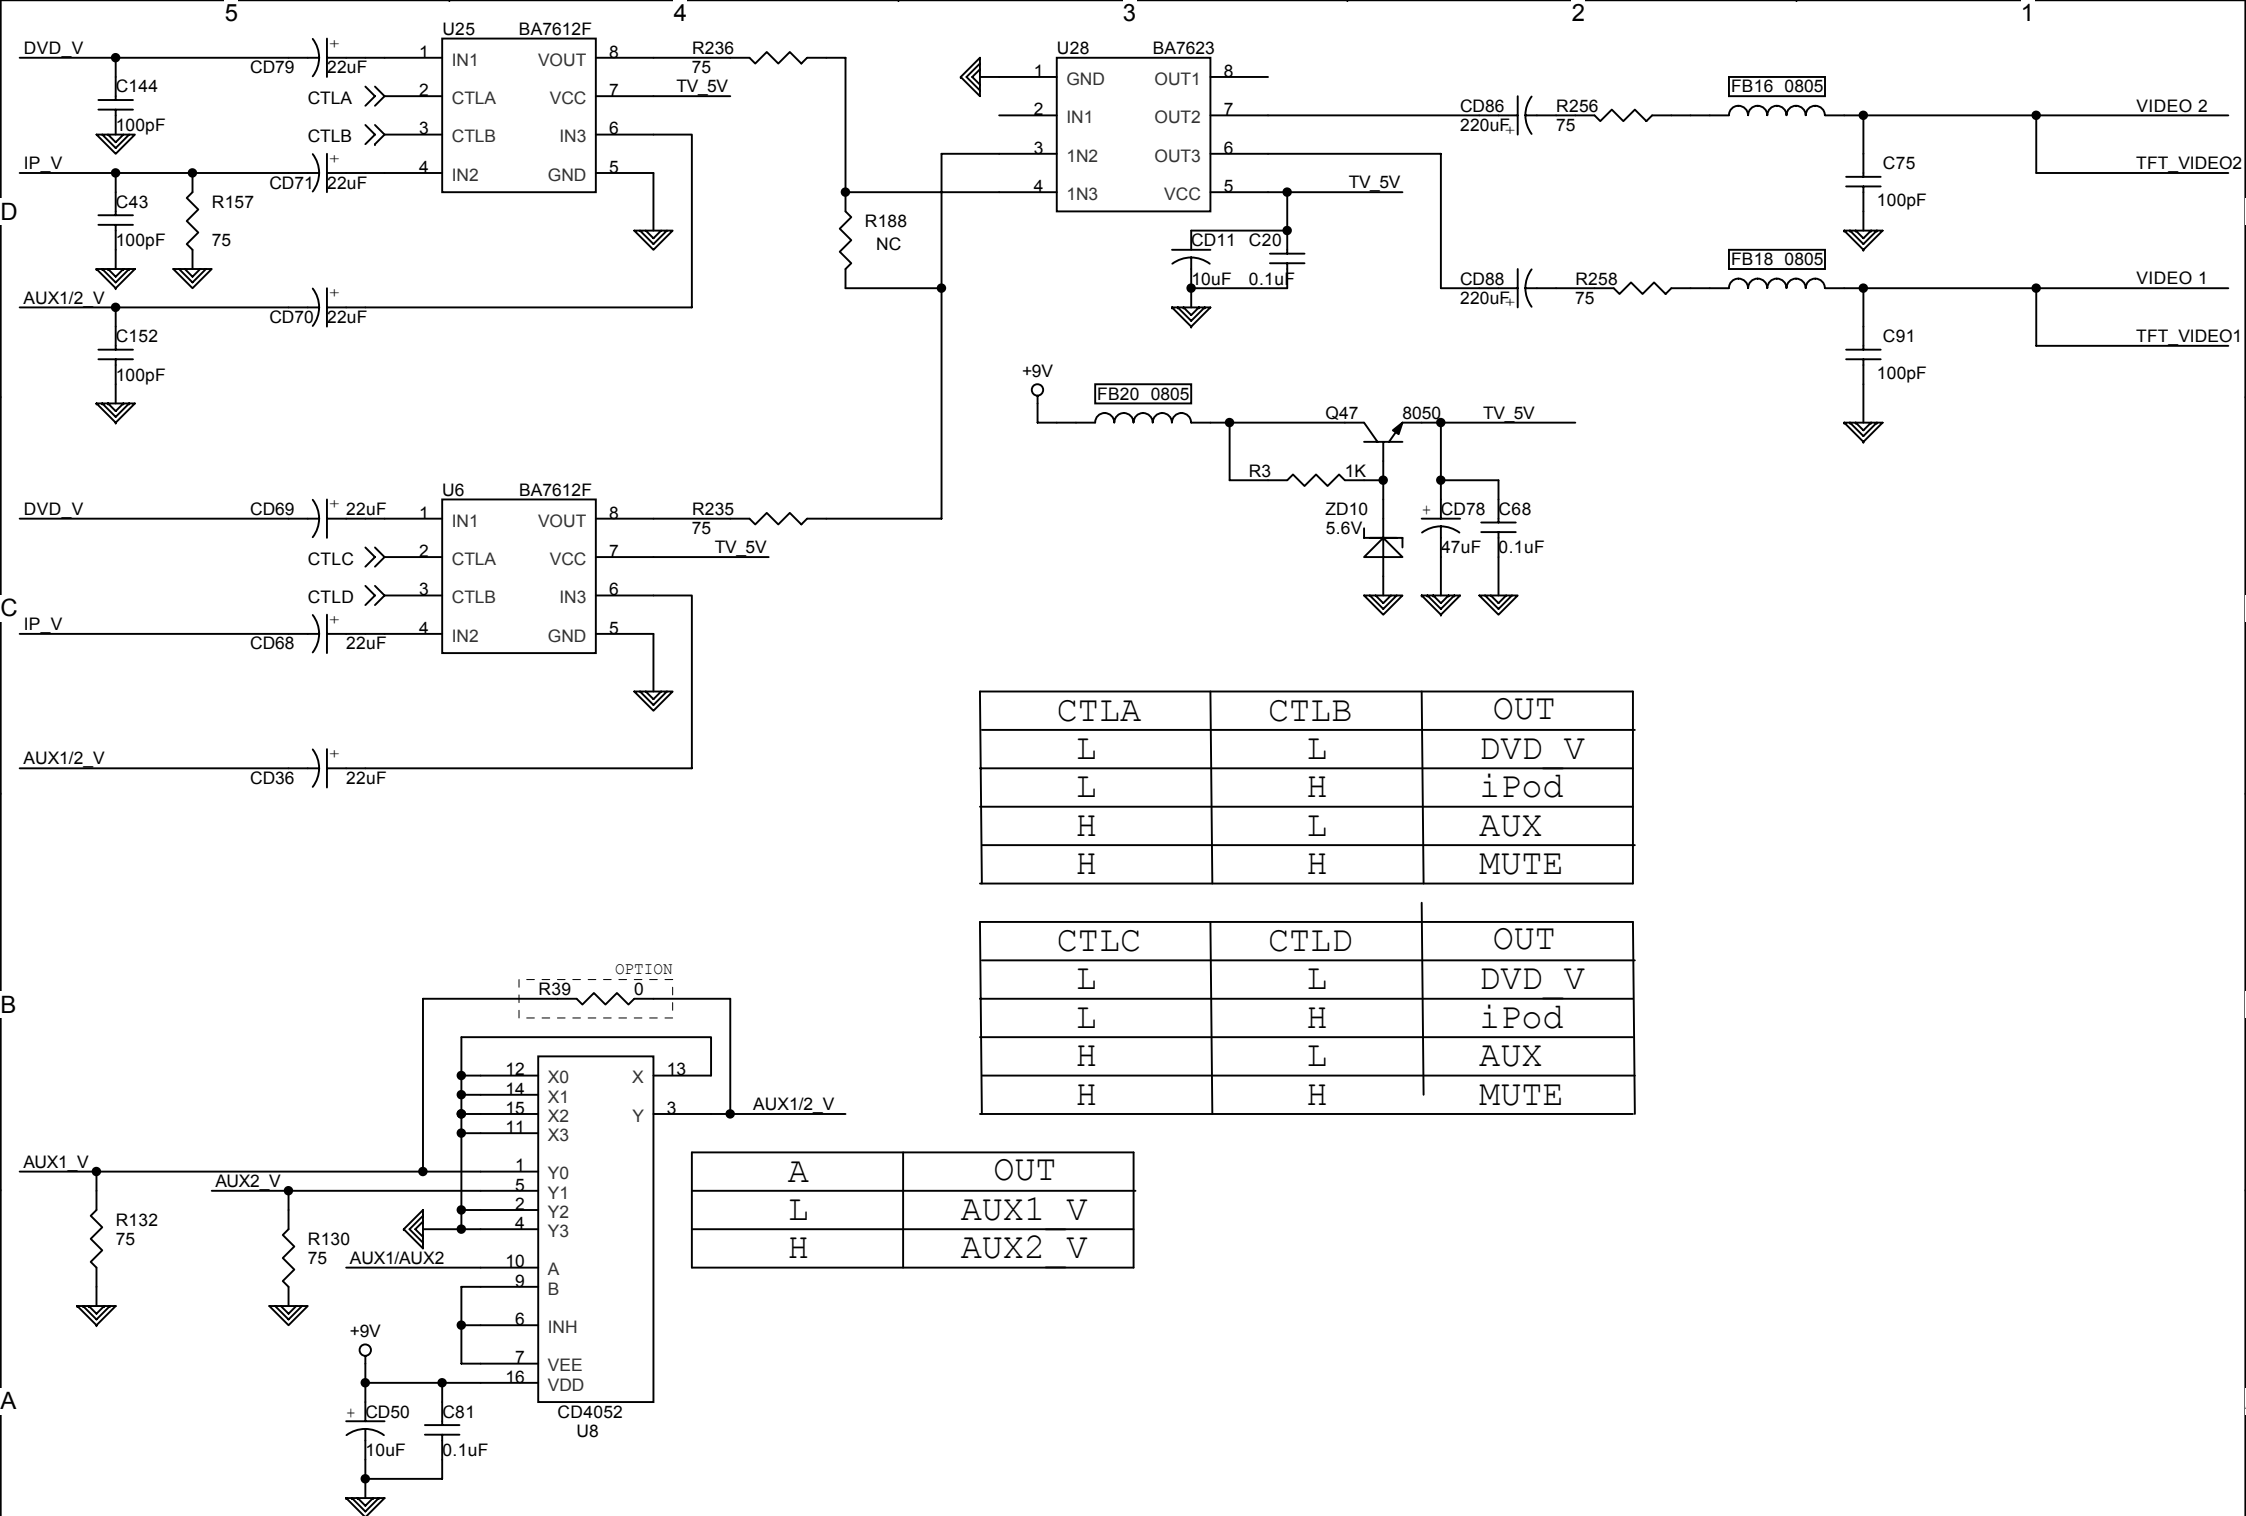 5 4 3 2 1
DVD_V
C144
100pF
CD79
22uF
+
CTLA
CTLB
IP_V
C43
100pF
R157
75
CD71
22uF
+
AUX1/2_V
C152
100pF
CD70
22uF
+
U25 BA7612F
1 IN1 VOUT 8
2 CTLA VCC 7
3 CTLB IN3 6
4 IN2 GND 5
R236
75
TV_5V
R188
NC
U28 BA7623
1 GND OUT1 8
2 IN1 OUT2 7
3 1N2 OUT3 6
4 1N3 VCC 5
TV_5V
CD11 C20
10uF 0.1uF
CD86
220uF
+
R256
75
FB16 0805
C75
100pF
VIDEO 2
TFT_VIDEO2
CD88
220uF
+
R258
75
FB18 0805
C91
100pF
VIDEO 1
TFT_VIDEO1
D
+9V
FB20 0805
Q47 8050
TV_5V
R3 1K
ZD10
5.6V
+ CD78
47uF
C68
0.1uF
DVD_V
CD69
+ 22uF
CTLC
CTLD
IP_V
CD68
+
22uF
AUX1/2_V
CD36
+
22uF
U6 BA7612F
1 IN1 VOUT 8
2 CTLA VCC 7
3 CTLB IN3 6
4 IN2 GND 5
R235
75
TV_5V
C
CTLA CTLB OUT
L L DVD_V
L H iPod
H L AUX
H H MUTE
CTLC CTLD OUT
L L DVD_V
L H iPod
H L AUX
H H MUTE
B
OPTION
R39 0
12 X0 X 13
14 X1
15 X2 Y 3
11 X3
1 Y0
5 Y1
2 Y2
4 Y3
10 A
9 B
6 INH
7 VEE
16 VDD
CD4052
U8
AUX1/2_V
AUX1_V
R132
75
AUX2_V
R130
75
AUX1/AUX2
A OUT
L AUX1_V
H AUX2_V
+9V
+ CD50
10uF
C81
0.1uF
A